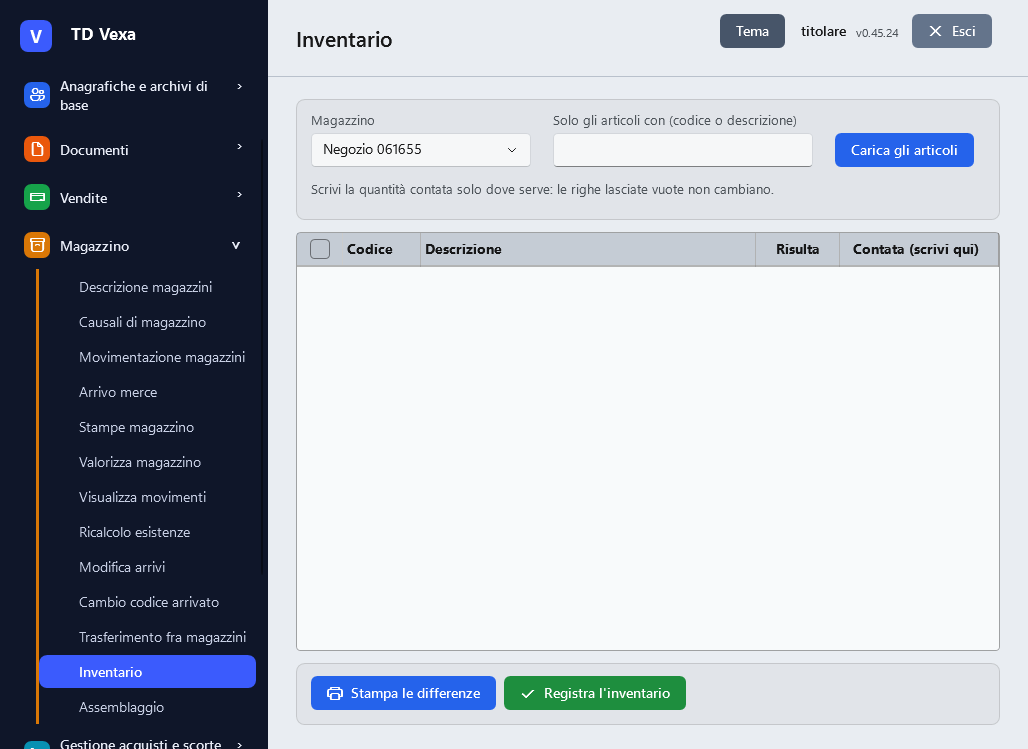 V
TD Vexa
Anagrafiche e archivi di
base
Documenti
Vendite
Magazzino
Descrizione magazzini
Causali di magazzino
Movimentazione magazzini
Arrivo merce
Stampe magazzino
Valorizza magazzino
Visualizza movimenti
Ricalcolo esistenze
Modifica arrivi
Cambio codice arrivato
Trasferimento fra magazzini
Inventario
Assemblaggio
Gestione acquisti e scorte
Inventario
Tema
titolare v0.45.24
Esci
Magazzino
Solo gli articoli con (codice o descrizione)
Negozio 061655
Carica gli articoli
Scrivi la quantità contata solo dove serve: le righe lasciate vuote non cambiano.
Codice Descrizione Risulta Contata (scrivi qui)
Stampa le differenze
Registra l'inventario